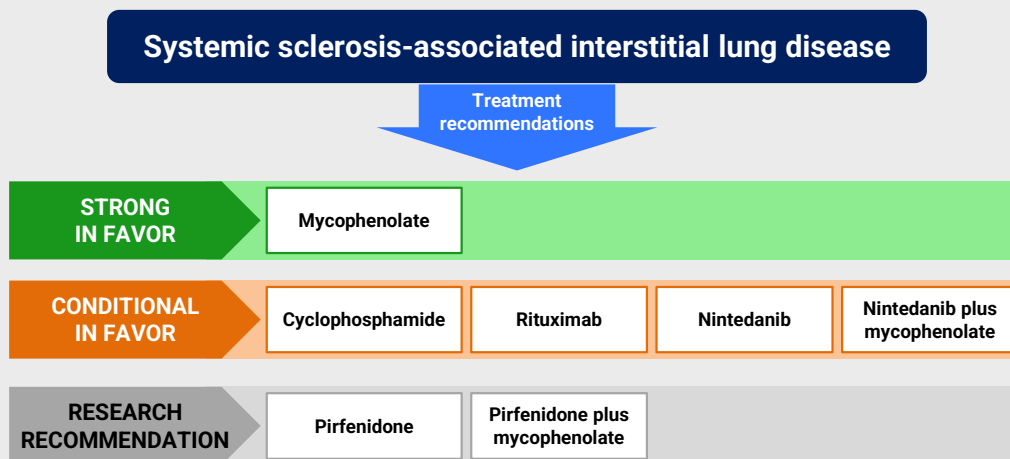 Systemic sclerosis-associated interstitial lung disease
Treatment
recommendations
STRONG
IN FAVOR
Mycophenolate
CONDITIONAL
IN FAVOR
Cyclophosphamide
Rituximab
Nintedanib
Nintedanib plus
mycophenolate
RESEARCH
RECOMMENDATION
Pirfenidone
Pirfenidone plus
mycophenolate